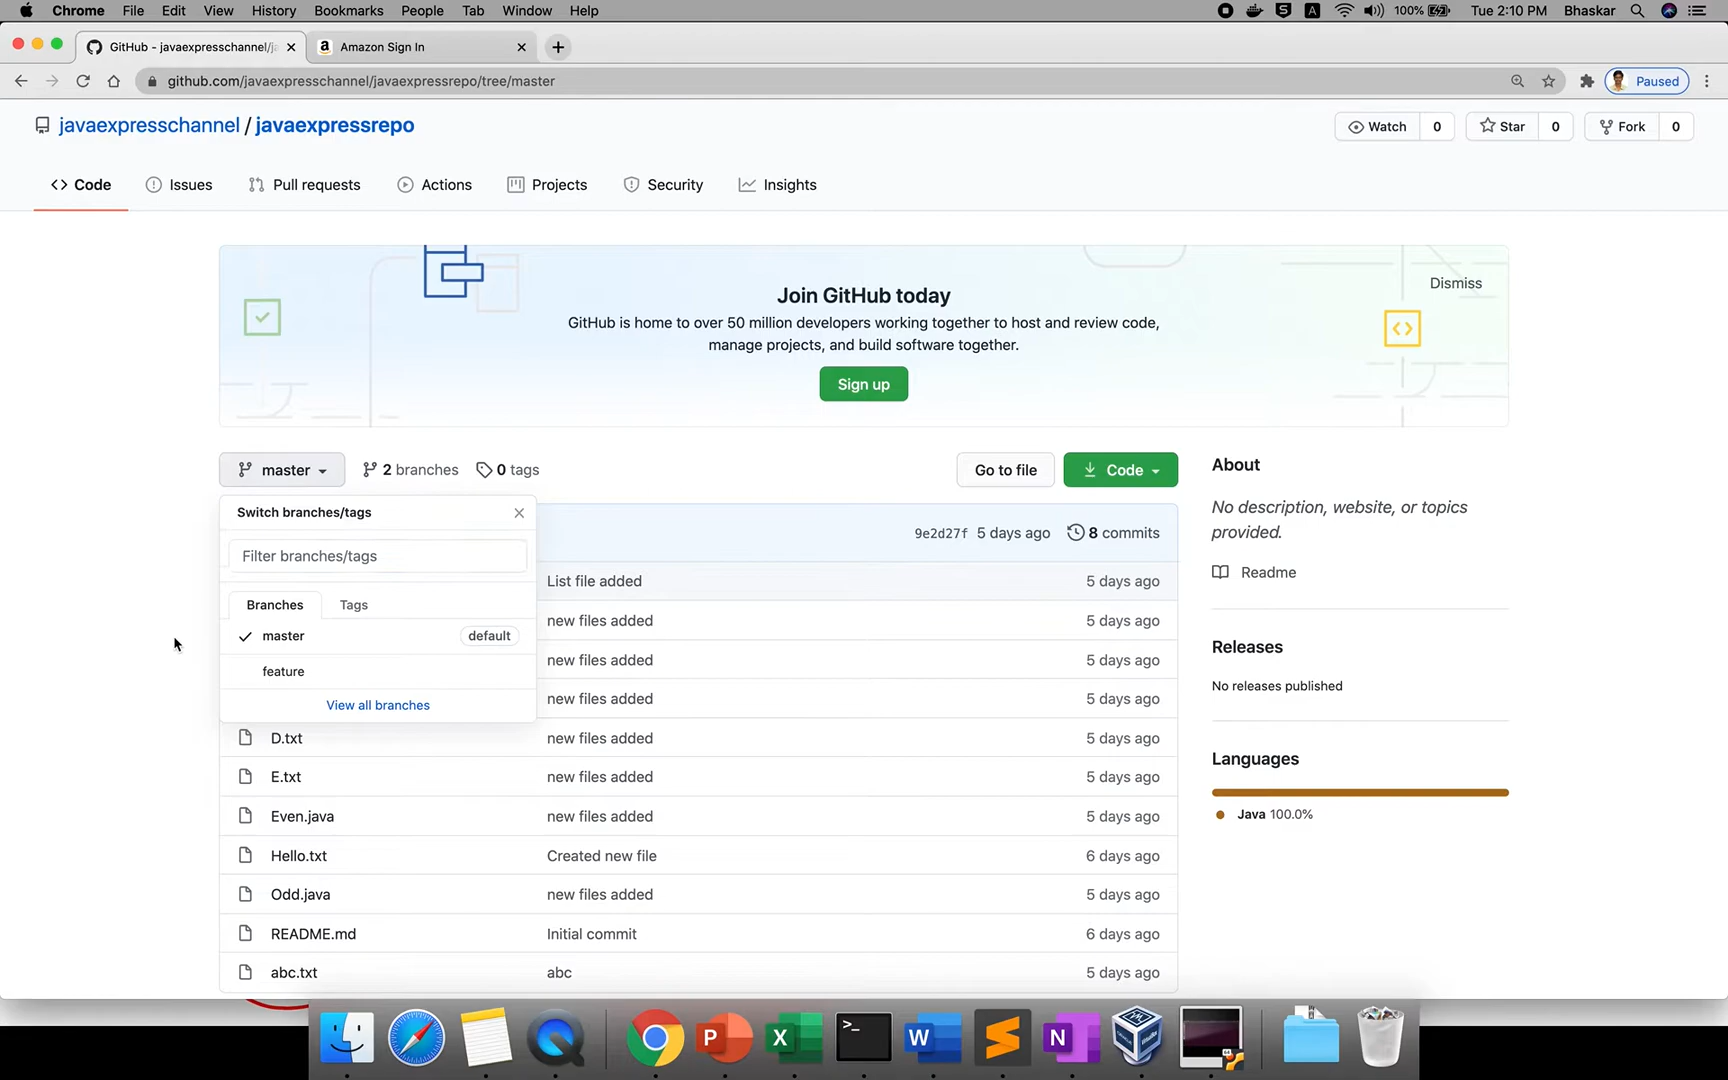 Chrome File Edit View History Bookmarks People Tab Window Help
S A 100% Tue 2:10 PM Bhaskar
GitHub - javaexpresschannel/ja
Amazon Sign In
github.com/javaexpresschannel/javaexpressrepo/tree/master
Paused
javaexpresschannel / javaexpressrepo
Watch 0 Star 0 Fork 0
Code Issues Pull requests Actions Projects Security Insights
Join GitHub today
Dismiss
GitHub is home to over 50 million developers working together to host and review code,
manage projects, and build software together.
Sign up
master 2 branches 0 tags Go to file Code
Switch branches/tags
Filter branches/tags
Branches Tags
master default
feature
View all branches
9e2d27f 5 days ago 8 commits
List file added 5 days ago
new files added 5 days ago
new files added 5 days ago
new files added 5 days ago
D.txt new files added 5 days ago
E.txt new files added 5 days ago
Even.java new files added 5 days ago
Hello.txt Created new file 6 days ago
Odd.java new files added 5 days ago
README.md Initial commit 6 days ago
abc.txt abc 5 days ago
About
No description, website, or topics
provided.
Readme
Releases
No releases published
Languages
Java 100.0%
P X >_ W S N